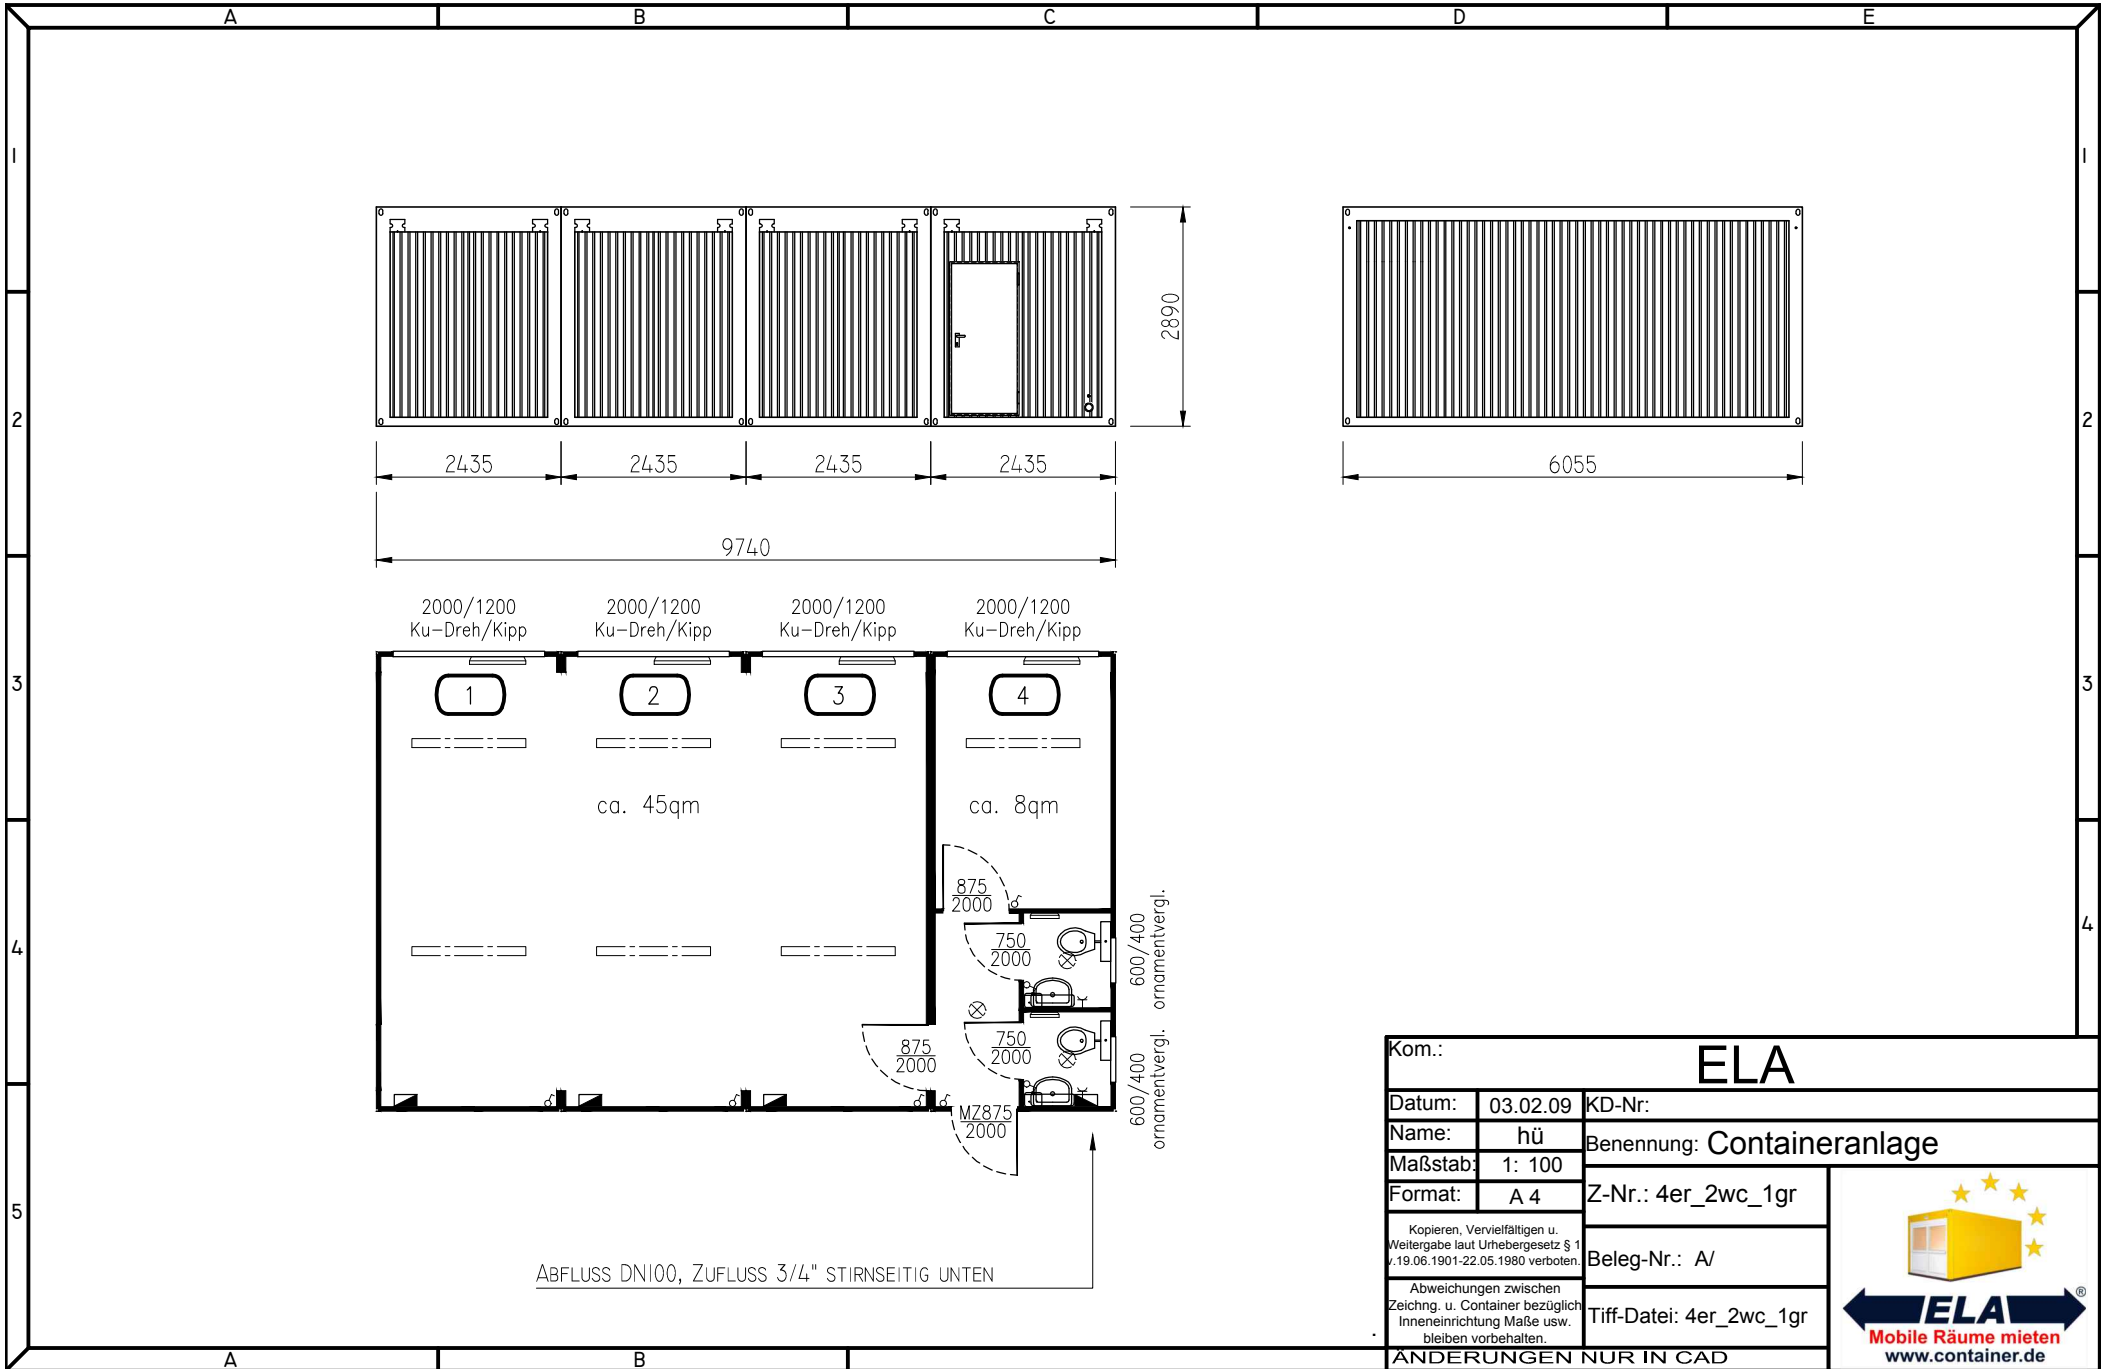 A B C D E
1 1
2890
2 2
2435 2435 2435 2435
6055
9740
2000/1200 2000/1200 2000/1200 2000/1200
Ku-Dreh/Kipp Ku-Dreh/Kipp Ku-Dreh/Kipp Ku-Dreh/Kipp
3 3
1 2 3 4
ca. 45qm ca. 8qm
875
2000
4 4
750
2000
600/400
ornamentvergl.
875
2000
750
2000
600/400
ornamentvergl.
MZ875
2000
5
ABFLUSS DN100, ZUFLUSS 3/4" STIRNSEITIG UNTEN
Kom.: ELA
Datum: 03.02.09 KD-Nr:
Name: hü
Benennung: Containeranlage
Maßstab: 1: 100
Format: A 4
Z-Nr.: 4er_2wc_1gr
Kopieren, Vervielfältigen u.
Weitergabe laut Urhebergesetz § 1
v.19.06.1901-22.05.1980 verboten.
Beleg-Nr.: A/
Abweichungen zwischen
Zeichng. u. Container bezüglich
Inneneinrichtung Maße usw.
bleiben vorbehalten.
Tiff-Datei: 4er_2wc_1gr
ÄNDERUNGEN NUR IN CAD
ELA ®
Mobile Räume mieten
www.container.de
A B